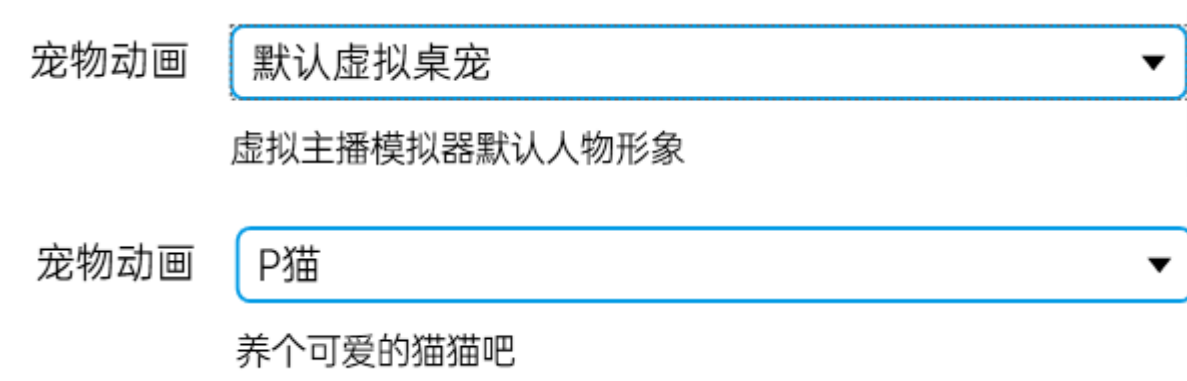 宠物动画 默认虚拟桌宠
虚拟主播模拟器默认人物形象
宠物动画 P猫
养个可爱的猫猫吧